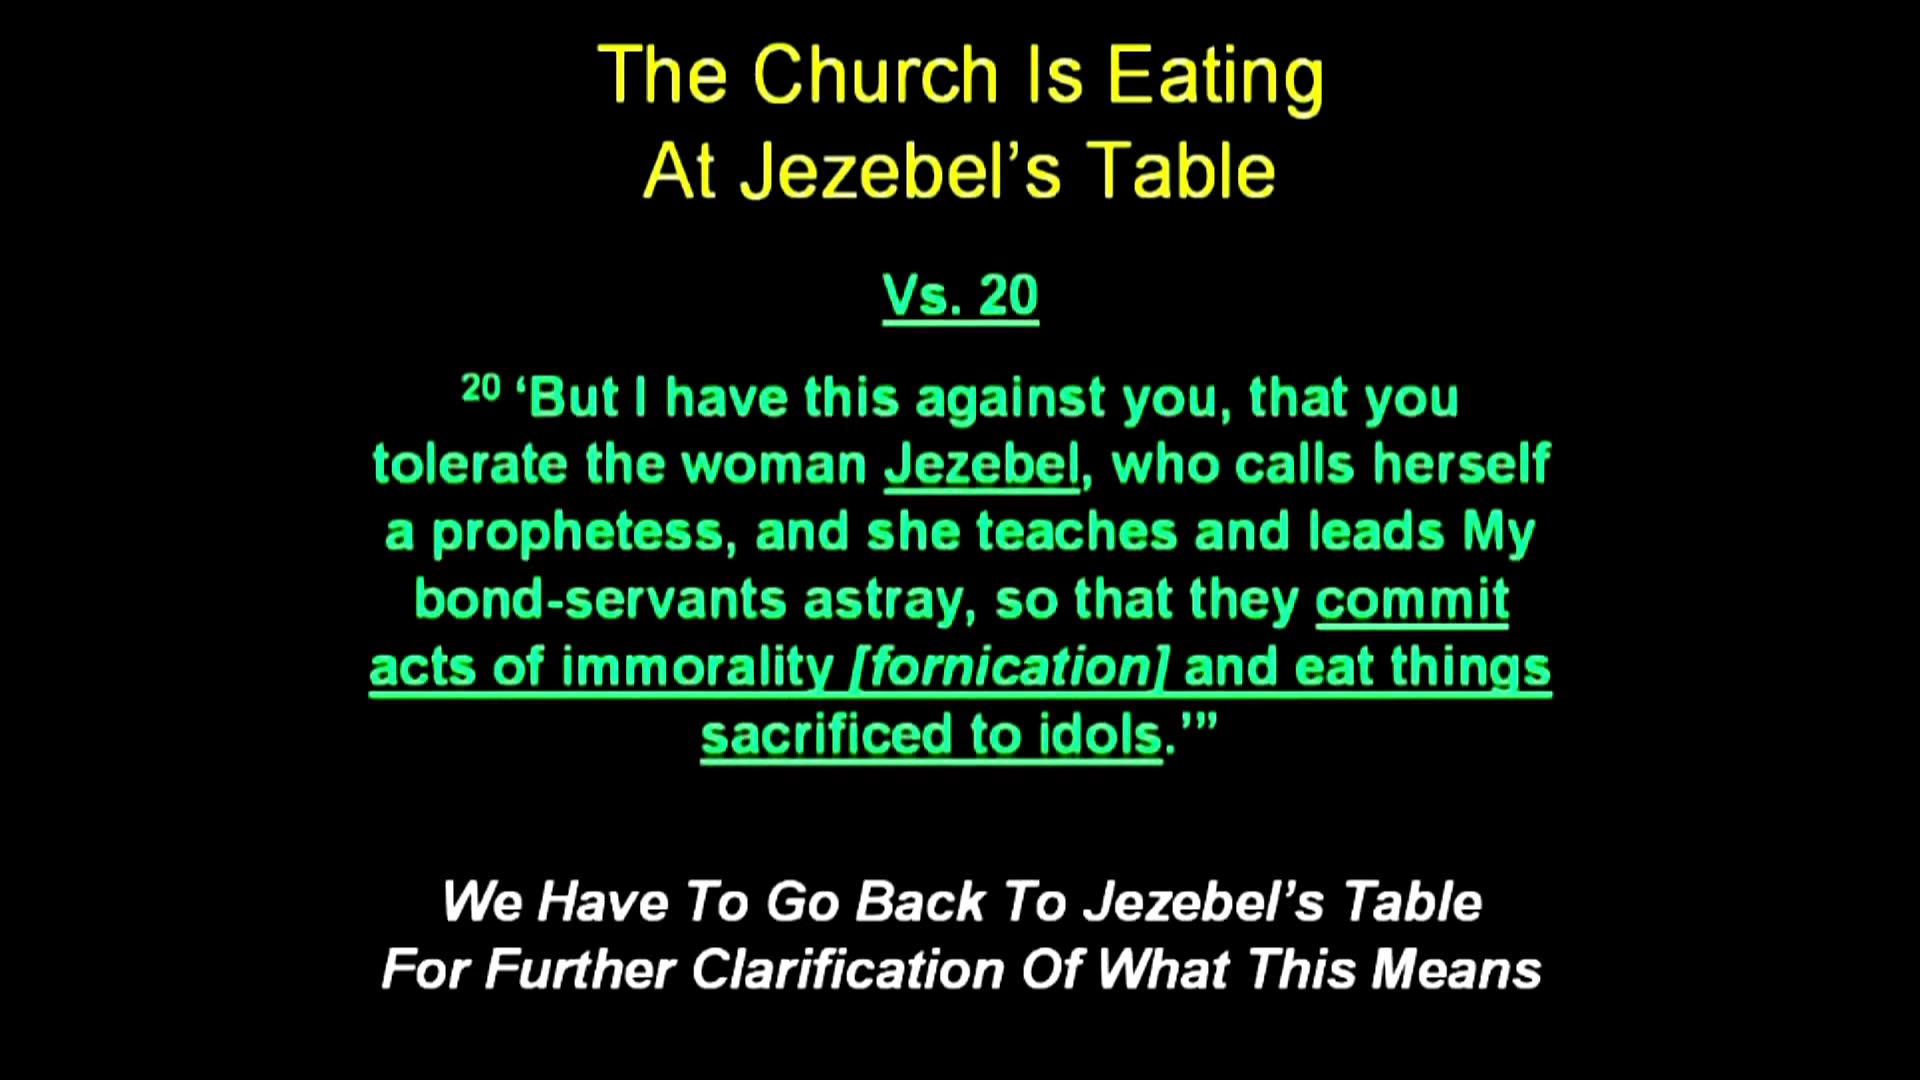 The Church Is Eating
At Jezebel’s Table
Vs. 20
20 ‘But I have this against you, that you
tolerate the woman Jezebel, who calls herself
a prophetess, and she teaches and leads My
bond-servants astray, so that they commit
acts of immorality [fornication] and eat things
sacrificed to idols.’”
We Have To Go Back To Jezebel’s Table
For Further Clarification Of What This Means